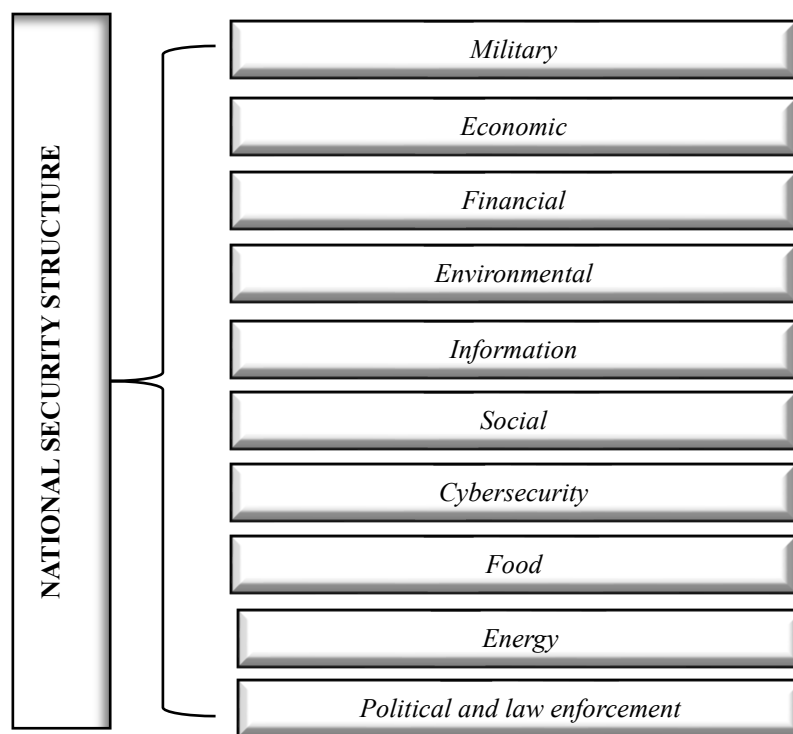 NATIONAL SECURITY STRUCTURE
Military
Economic
Financial
Environmental
Information
Social
Cybersecurity
Food
Energy
Political and law enforcement